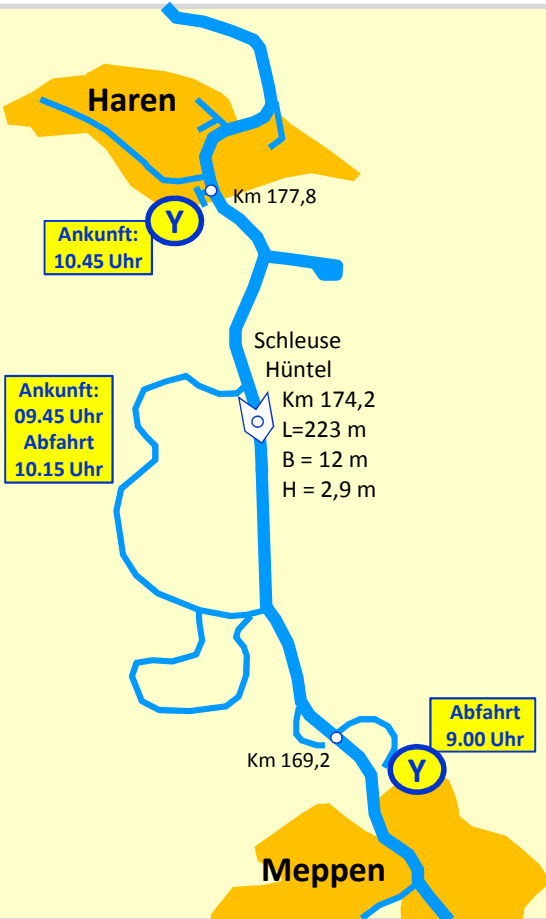 Haren
Km 177,8
Y
Ankunft:
10.45 Uhr
Schleuse
Hüntel
Km 174,2
L=223 m
B = 12 m
H = 2,9 m
Ankunft:
09.45 Uhr
Abfahrt
10.15 Uhr
Abfahrt
9.00 Uhr
Km 169,2
Y
Meppen